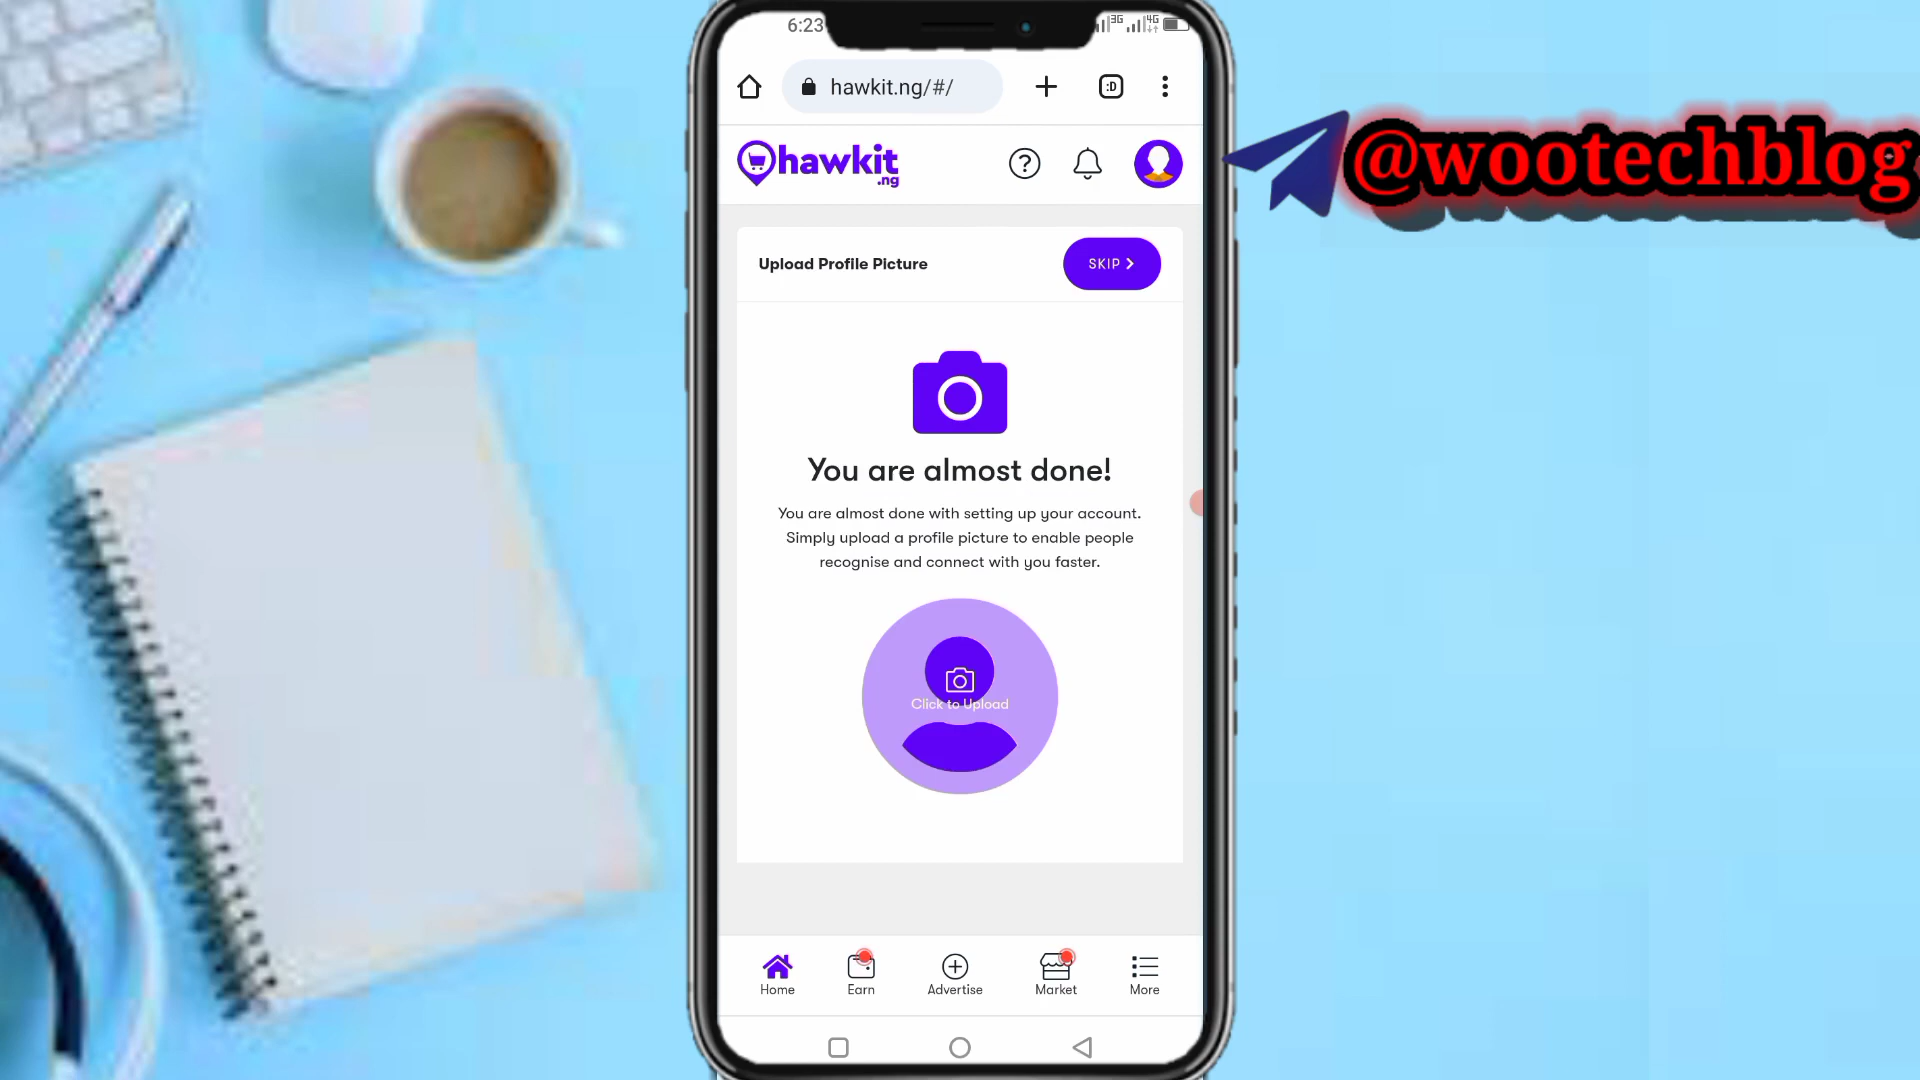 6:23
3G 4G
hawkit.ng/#/
:D
hawkit
.ng
@wootechblog
Upload Profile Picture
SKIP
You are almost done!
You are almost done with setting up your account.
Simply upload a profile picture to enable people
recognise and connect with you faster.
Click to Upload
Home Earn Advertise Market More